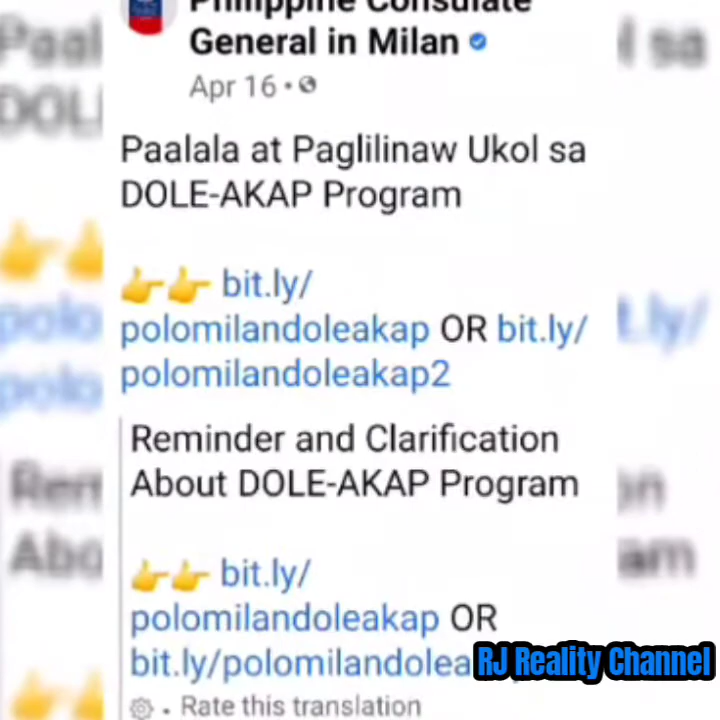 Philippine Consulate
General in Milan
Apr 16 •
Paalala at Paglilinaw Ukol sa
DOLE-AKAP Program
👉👉 bit.ly/
polomilandoleakap OR bit.ly/
polomilandoleakap2
Reminder and Clarification
About DOLE-AKAP Program
👉👉 bit.ly/
polomilandoleakap OR
bit.ly/polomilandolea
RJ Reality Channel
• Rate this translation